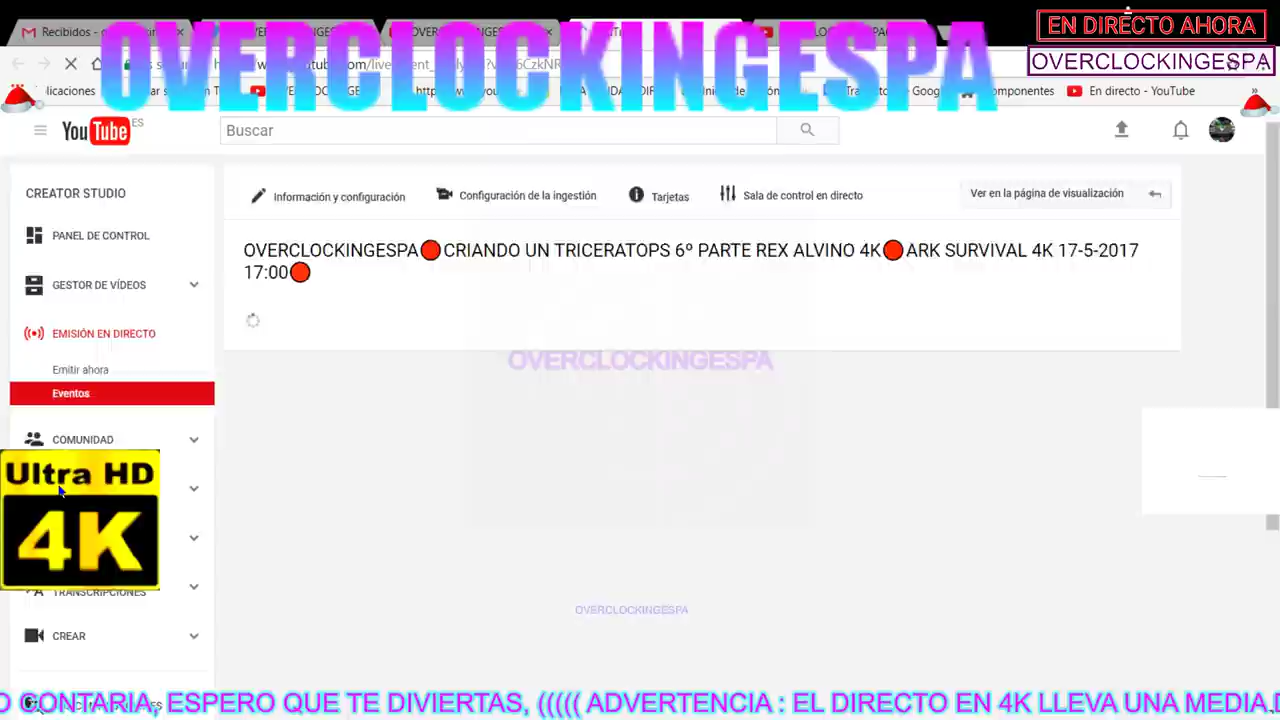 OVERCLOCKINGESPA
EN DIRECTO AHORA
OVERCLOCKINGESPA
Recibidos
En directo - YouTube
»
YouTube ES
Buscar
CREATOR STUDIO
PANEL DE CONTROL
GESTOR DE VÍDEOS
EMISIÓN EN DIRECTO
Emitir ahora
Eventos
COMUNIDAD
Ultra HD
4K
TRANSCRIPCIONES
CREAR
Información y configuración
Configuración de la ingestión
Tarjetas
Sala de control en directo
Ver en la página de visualización
OVERCLOCKINGESPA🔴CRIANDO UN TRICERATOPS 6º PARTE REX ALVINO 4K🔴ARK SURVIVAL 4K 17-5-2017
17:00🔴
OVERCLOCKINGESPA
OVERCLOCKINGESPA
O CONTARIA, ESPERO QUE TE DIVIERTAS, ((((( ADVERTENCIA : EL DIRECTO EN 4K LLEVA UNA MEDIA